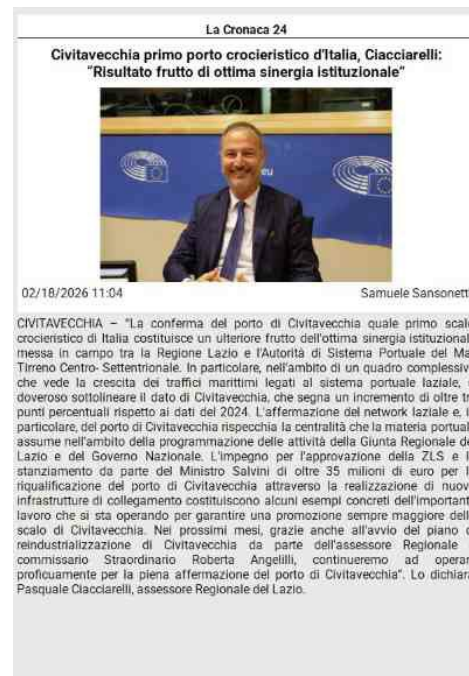 La Cronaca 24
Civitavecchia primo porto crocieristico d'Italia, Ciacciarelli:
"Risultato frutto di ottima sinergia istituzionale"
eu
02/18/2026 11:04 Samuele Sansonett
CIVITAVECCHIA – "La conferma del porto di Civitavecchia quale primo scal
crocieristico di Italia costituisce un ulteriore frutto dell'ottima sinergia istituzional
messa in campo tra la Regione Lazio e l'Autorità di Sistema Portuale del Ma
Tirreno Centro- Settentrionale. In particolare, nell'ambito di un quadro complessiv
che vede la crescita dei traffici marittimi legati al sistema portuale laziale,
doveroso sottolineare il dato di Civitavecchia, che segna un incremento di oltre tr
punti percentuali rispetto ai dati del 2024. L'affermazione del network laziale e, i
particolare, del porto di Civitavecchia rispecchia la centralità che la materia portual
assume nell'ambito della programmazione delle attività della Giunta Regionale de
Lazio e del Governo Nazionale. L'impegno per l'approvazione della ZLS e l
stanziamento da parte del Ministro Salvini di oltre 35 milioni di euro per l
riqualificazione del porto di Civitavecchia attraverso la realizzazione di nuov
infrastrutture di collegamento costituiscono alcuni esempi concreti dell'important
lavoro che si sta operando per garantire una promozione sempre maggiore dell
scalo di Civitavecchia. Nei prossimi mesi, grazie anche all'avvio del piano d
reindustrializzazione di Civitavecchia da parte dell'assessore Regionale
commissario Straordinario Roberta Angelilli, continueremo ad operar
proficuamente per la piena affermazione del porto di Civitavecchia". Lo dichiar
Pasquale Ciacciarelli, assessore Regionale del Lazio.